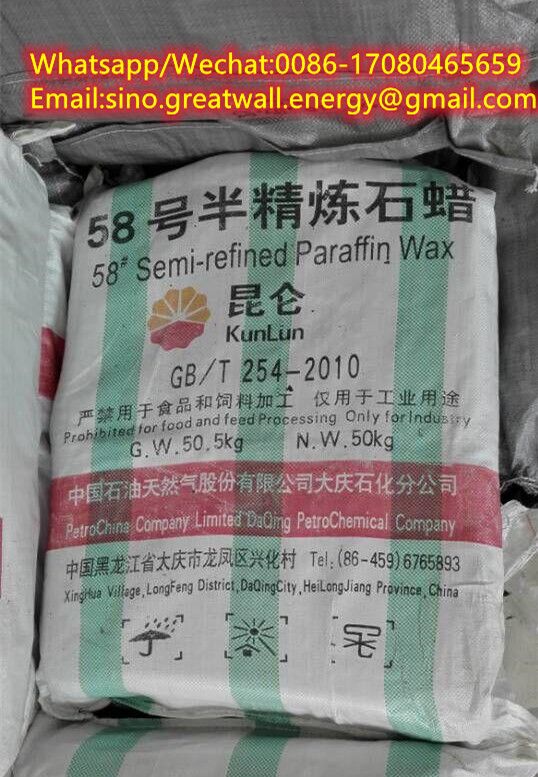 Whatsapp/Wechat:0086-17080465659
Email:sino.greatwall.energy@gmail.com
58号半精炼石蜡
58# Semi-refined Paraffin Wax
昆仑
KunLun
GB/T 254-2010
严禁用于食品和饲料加工 仅用于工业用途
Prohibited for food and feed Processing Only for Industry
G.W.50.5kg N.W.50kg
中国石油天然气股份有限公司大庆石化分公司
PetroChina Company Limited DaQing PetroChemical Company
中国黑龙江省大庆市龙凤区兴化村 Tel:(86-459)6765893
XingHua Village,LongFeng District,DaQingCity,HeiLongJiang Province,China